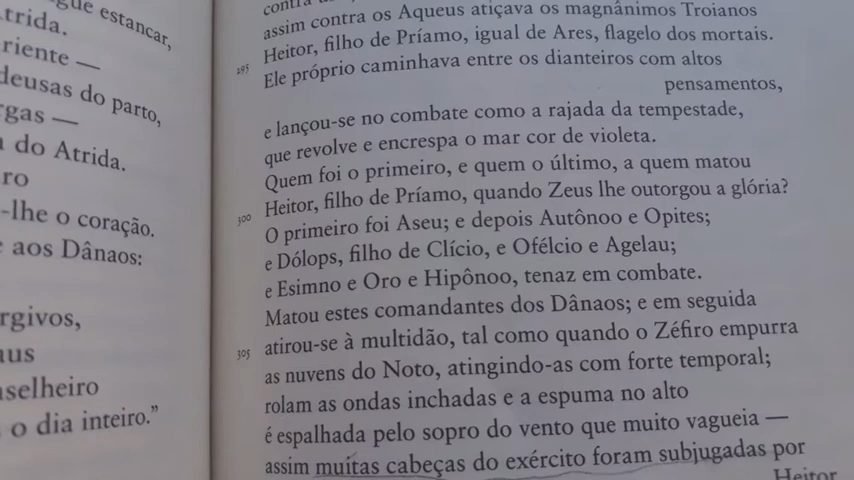 gue estancar,
trida.
riente —
deusas do parto,
rgas —
do Atrida.
ro
-lhe o coração.
aos Dânaos:
rgivos,
aus
nselheiro
o dia inteiro.”
contra
assim contra os Aqueus atiçava os magnânimos Troianos
Heitor, filho de Príamo, igual de Ares, flagelo dos mortais.
295 Ele próprio caminhava entre os dianteiros com altos
pensamentos,
e lançou-se no combate como a rajada da tempestade,
que revolve e encrespa o mar cor de violeta.
Quem foi o primeiro, e quem o último, a quem matou
300 Heitor, filho de Príamo, quando Zeus lhe outorgou a glória?
O primeiro foi Aseu; e depois Autônoo e Opites;
e Dólops, filho de Clício, e Ofélcio e Agelau;
e Esimno e Oro e Hipônoo, tenaz em combate.
Matou estes comandantes dos Dânaos; e em seguida
305 atirou-se à multidão, tal como quando o Zéfiro empurra
as nuvens do Noto, atingindo-as com forte temporal;
rolam as ondas inchadas e a espuma no alto
é espalhada pelo sopro do vento que muito vagueia —
assim muitas cabeças do exército foram subjugadas por
Heitor